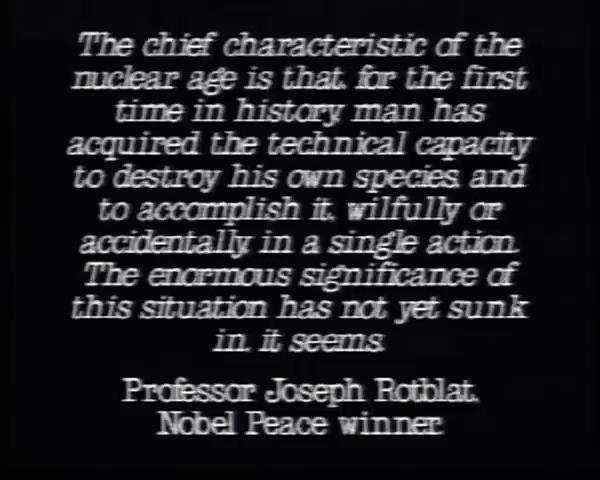 The chief characteristic of the
nuclear age is that, for the first
time in history, man has
acquired the technical capacity
to destroy his own species, and
to accomplish it, wilfully or
accidentally, in a single action.
The enormous significance of
this situation has not yet sunk
in, it seems.
Professor Joseph Rotblat,
Nobel Peace winner.